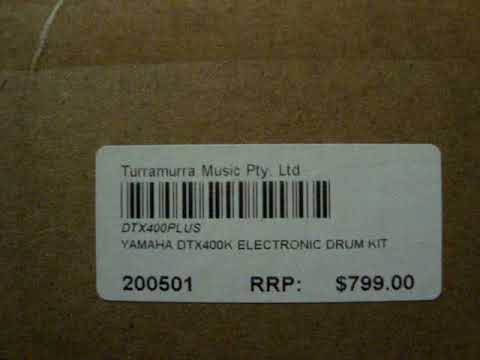 Turramurra Music Pty. Ltd
DTX400PLUS
YAMAHA DTX400K ELECTRONIC DRUM KIT
200501 RRP: $799.00